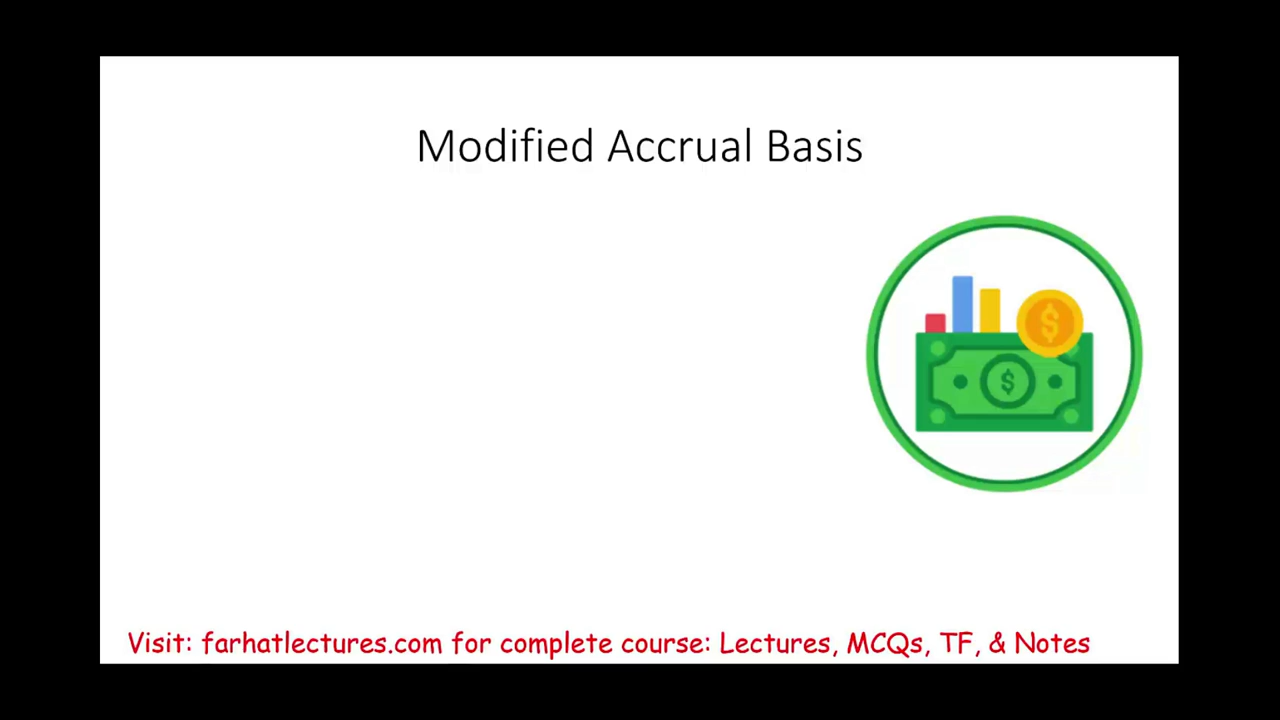 Modified Accrual Basis
$
$
Visit: farhatlectures.com for complete course: Lectures, MCQs, TF, & Notes